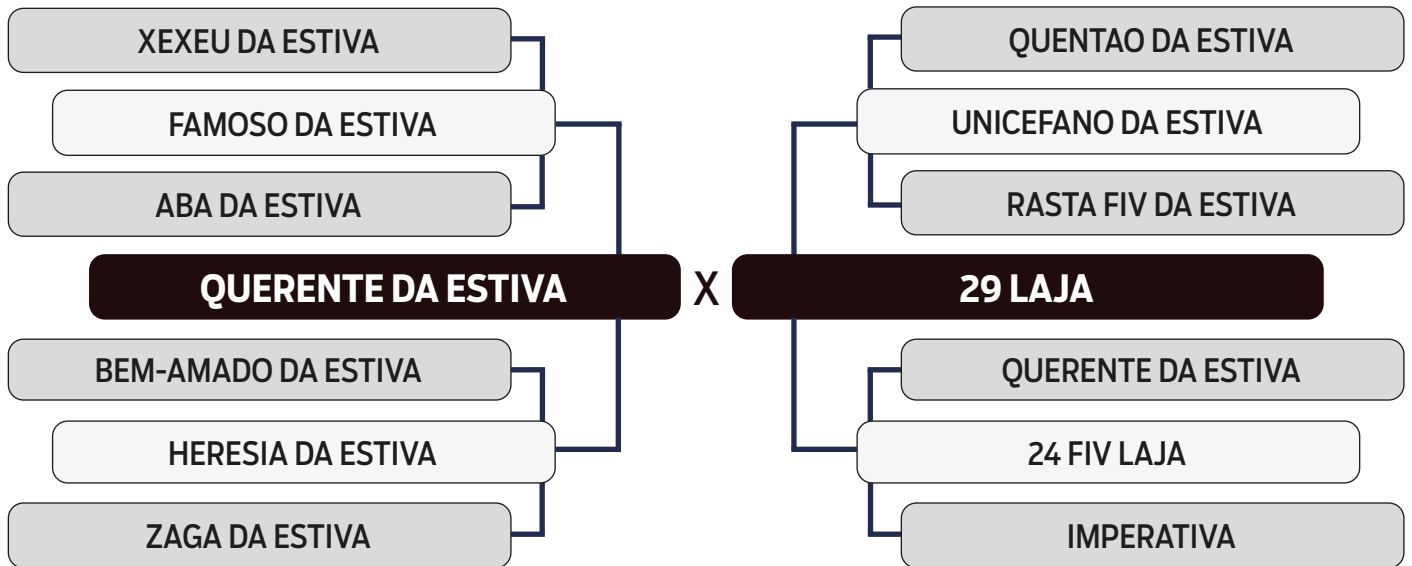 XEXEU DA ESTIVA
FAMOSO DA ESTIVA
ABA DA ESTIVA
QUERENTE DA ESTIVA
BEM-AMADO DA ESTIVA
HERESIA DA ESTIVA
ZAGA DA ESTIVA
X
QUENTAO DA ESTIVA
UNICEFANO DA ESTIVA
RASTA FIV DA ESTIVA
29 LAJA
QUERENTE DA ESTIVA
24 FIV LAJA
IMPERATIVA